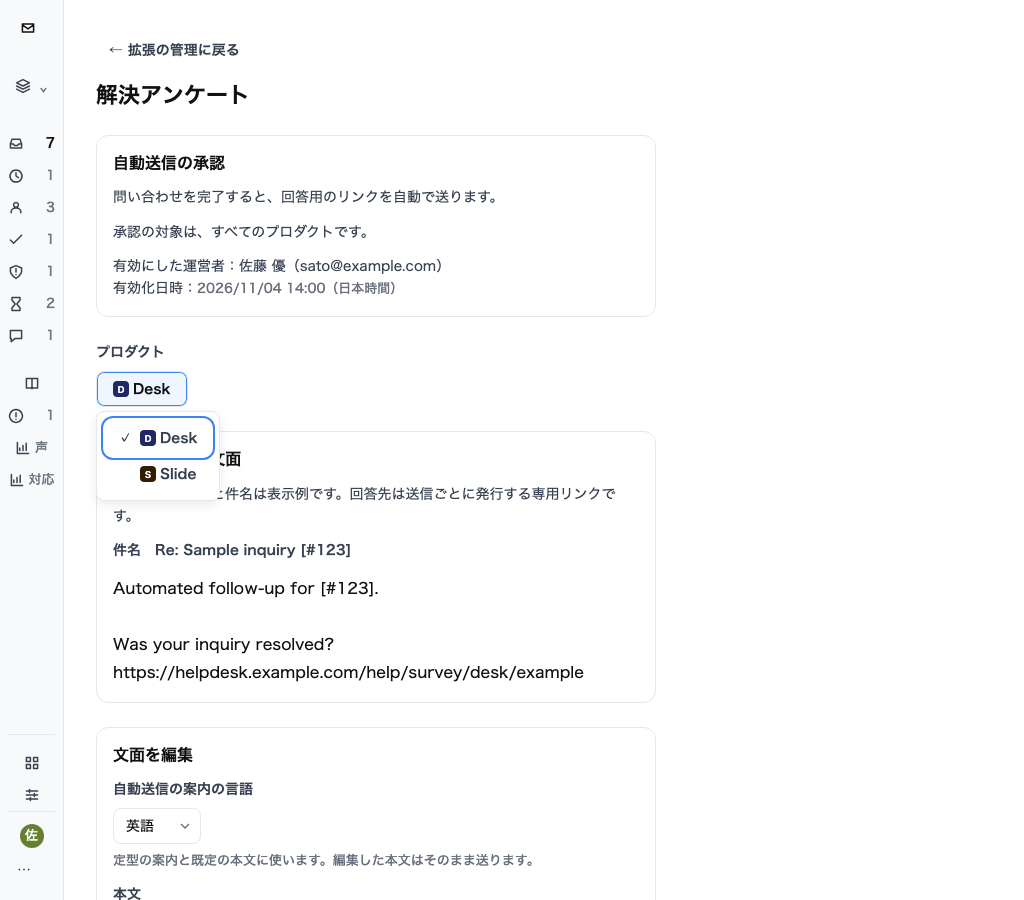 7
1
3
1
1
2
1
1
声
対応
佐
…
← 拡張の管理に戻る
解決アンケート
自動送信の承認
問い合わせを完了すると、回答用のリンクを自動で送ります。
承認の対象は、すべてのプロダクトです。
有効にした運営者：佐藤 優（sato@example.com）
有効化日時：2026/11/04 14:00（日本時間）
プロダクト
D Desk
✓ D Desk
S Slide
文面
件名は表示例です。回答先は送信ごとに発行する専用リンクで
す。
件名 Re: Sample inquiry [#123]
Automated follow-up for [#123].
Was your inquiry resolved?
https://helpdesk.example.com/help/survey/desk/example
文面を編集
自動送信の案内の言語
英語
定型の案内と既定の本文に使います。編集した本文はそのまま送ります。
本文